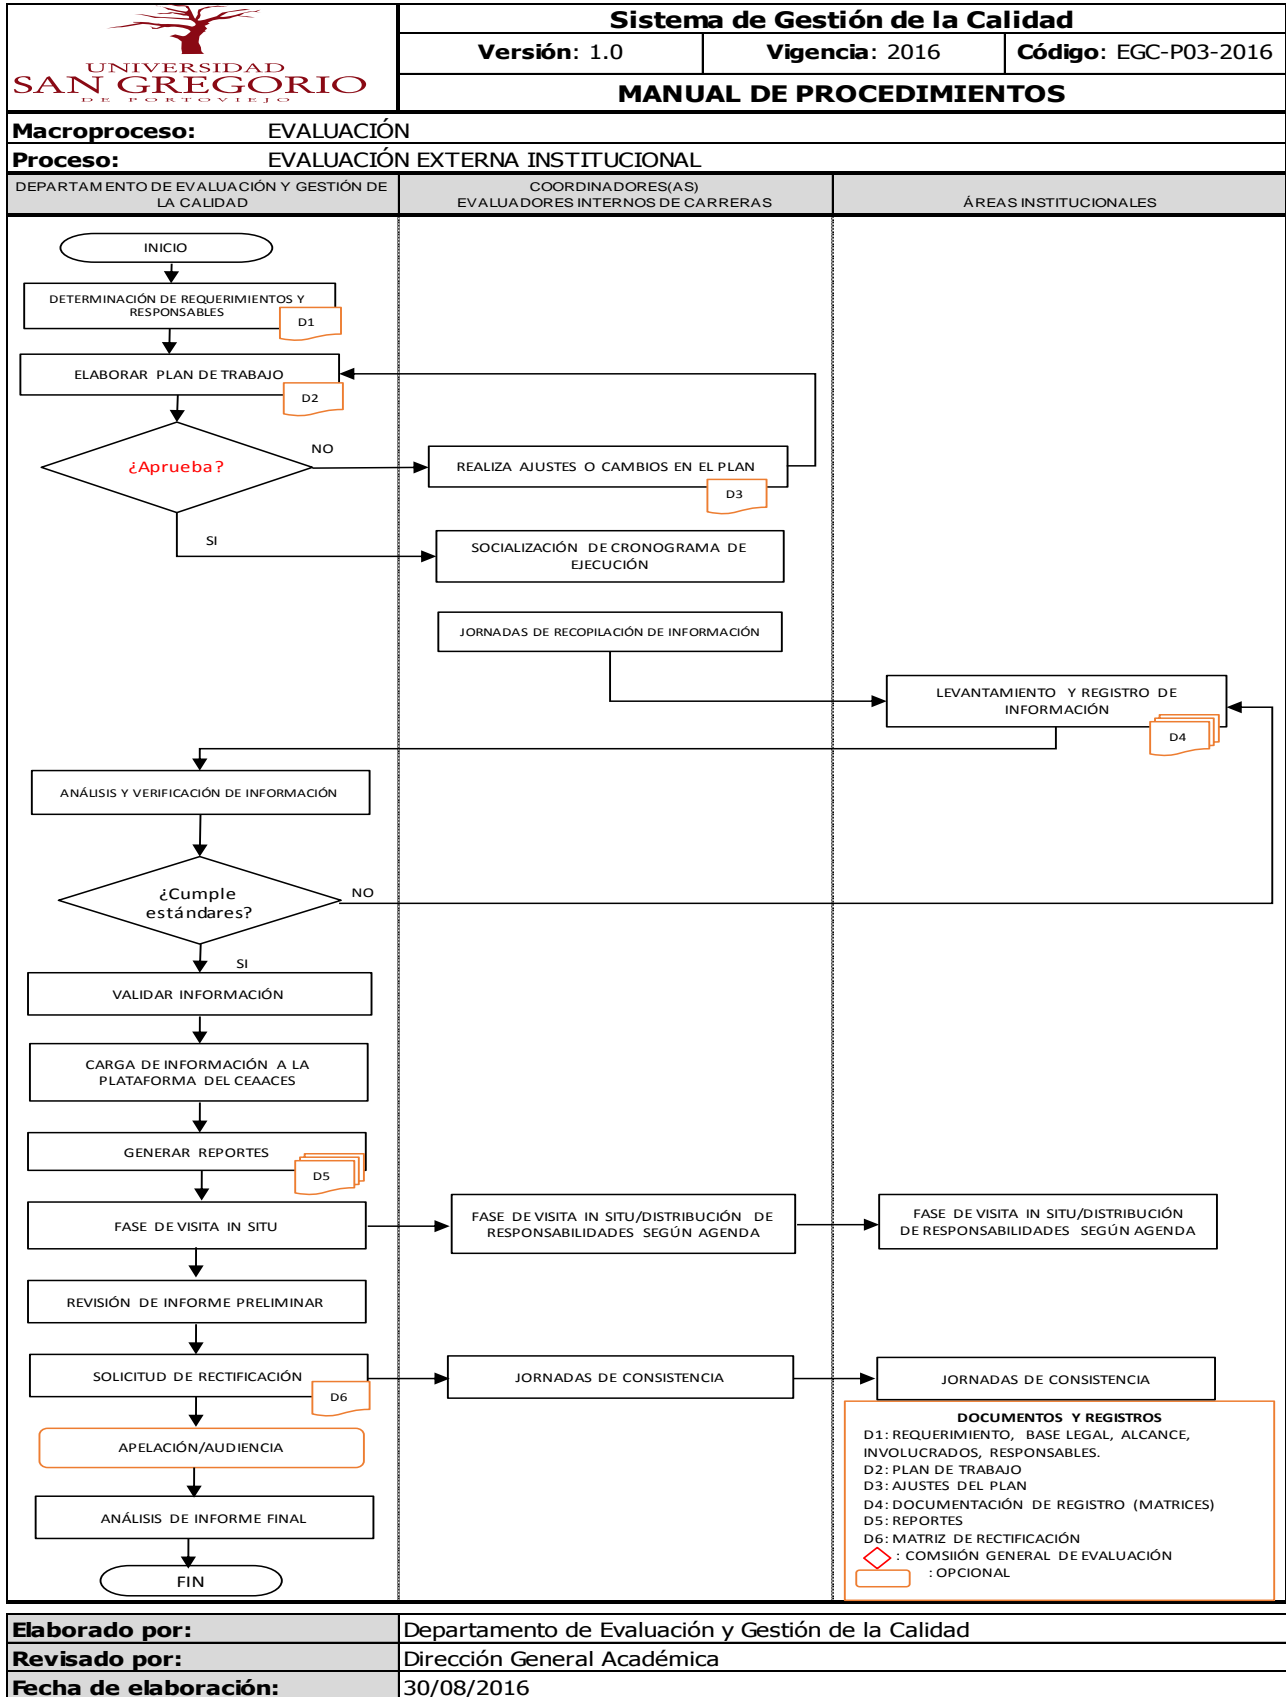 UNIVERSIDAD
SAN GREGORIO
DE PORTOVIEJO
Sistema de Gestión de la Calidad
Versión: 1.0
Vigencia: 2016
Código: EGC-P03-2016
MANUAL DE PROCEDIMIENTOS
Macroproceso: EVALUACIÓN
Proceso: EVALUACIÓN EXTERNA INSTITUCIONAL
DEPARTAMENTO DE EVALUACIÓN Y GESTIÓN DE
LA CALIDAD
COORDINADORES(AS)
EVALUADORES INTERNOS DE CARRERAS
ÁREAS INSTITUCIONALES
INICIO
DETERMINACIÓN DE REQUERIMIENTOS Y
RESPONSABLES
D1
ELABORAR PLAN DE TRABAJO
D2
¿Aprueba?
NO
REALIZA AJUSTES O CAMBIOS EN EL PLAN
D3
SI
SOCIALIZACIÓN DE CRONOGRAMA DE
EJECUCIÓN
JORNADAS DE RECOPILACIÓN DE INFORMACIÓN
LEVANTAMIENTO Y REGISTRO DE
INFORMACIÓN
D4
ANÁLISIS Y VERIFICACIÓN DE INFORMACIÓN
¿Cumple
estándares?
NO
SI
VALIDAR INFORMACIÓN
CARGA DE INFORMACIÓN A LA
PLATAFORMA DEL CEAACES
GENERAR REPORTES
D5
FASE DE VISITA IN SITU
FASE DE VISITA IN SITU/DISTRIBUCIÓN DE
RESPONSABILIDADES SEGÚN AGENDA
FASE DE VISITA IN SITU/DISTRIBUCIÓN
DE RESPONSABILIDADES SEGÚN AGENDA
REVISIÓN DE INFORME PRELIMINAR
SOLICITUD DE RECTIFICACIÓN
D6
JORNADAS DE CONSISTENCIA
JORNADAS DE CONSISTENCIA
APELACIÓN/AUDIENCIA
ANÁLISIS DE INFORME FINAL
FIN
DOCUMENTOS Y REGISTROS
D1: REQUERIMIENTO, BASE LEGAL, ALCANCE,
INVOLUCRADOS, RESPONSABLES.
D2: PLAN DE TRABAJO
D3: AJUSTES DEL PLAN
D4: DOCUMENTACIÓN DE REGISTRO (MATRICES)
D5: REPORTES
D6: MATRIZ DE RECTIFICACIÓN
: COMSIIÓN GENERAL DE EVALUACIÓN
: OPCIONAL
Elaborado por: Departamento de Evaluación y Gestión de la Calidad
Revisado por: Dirección General Académica
Fecha de elaboración: 30/08/2016